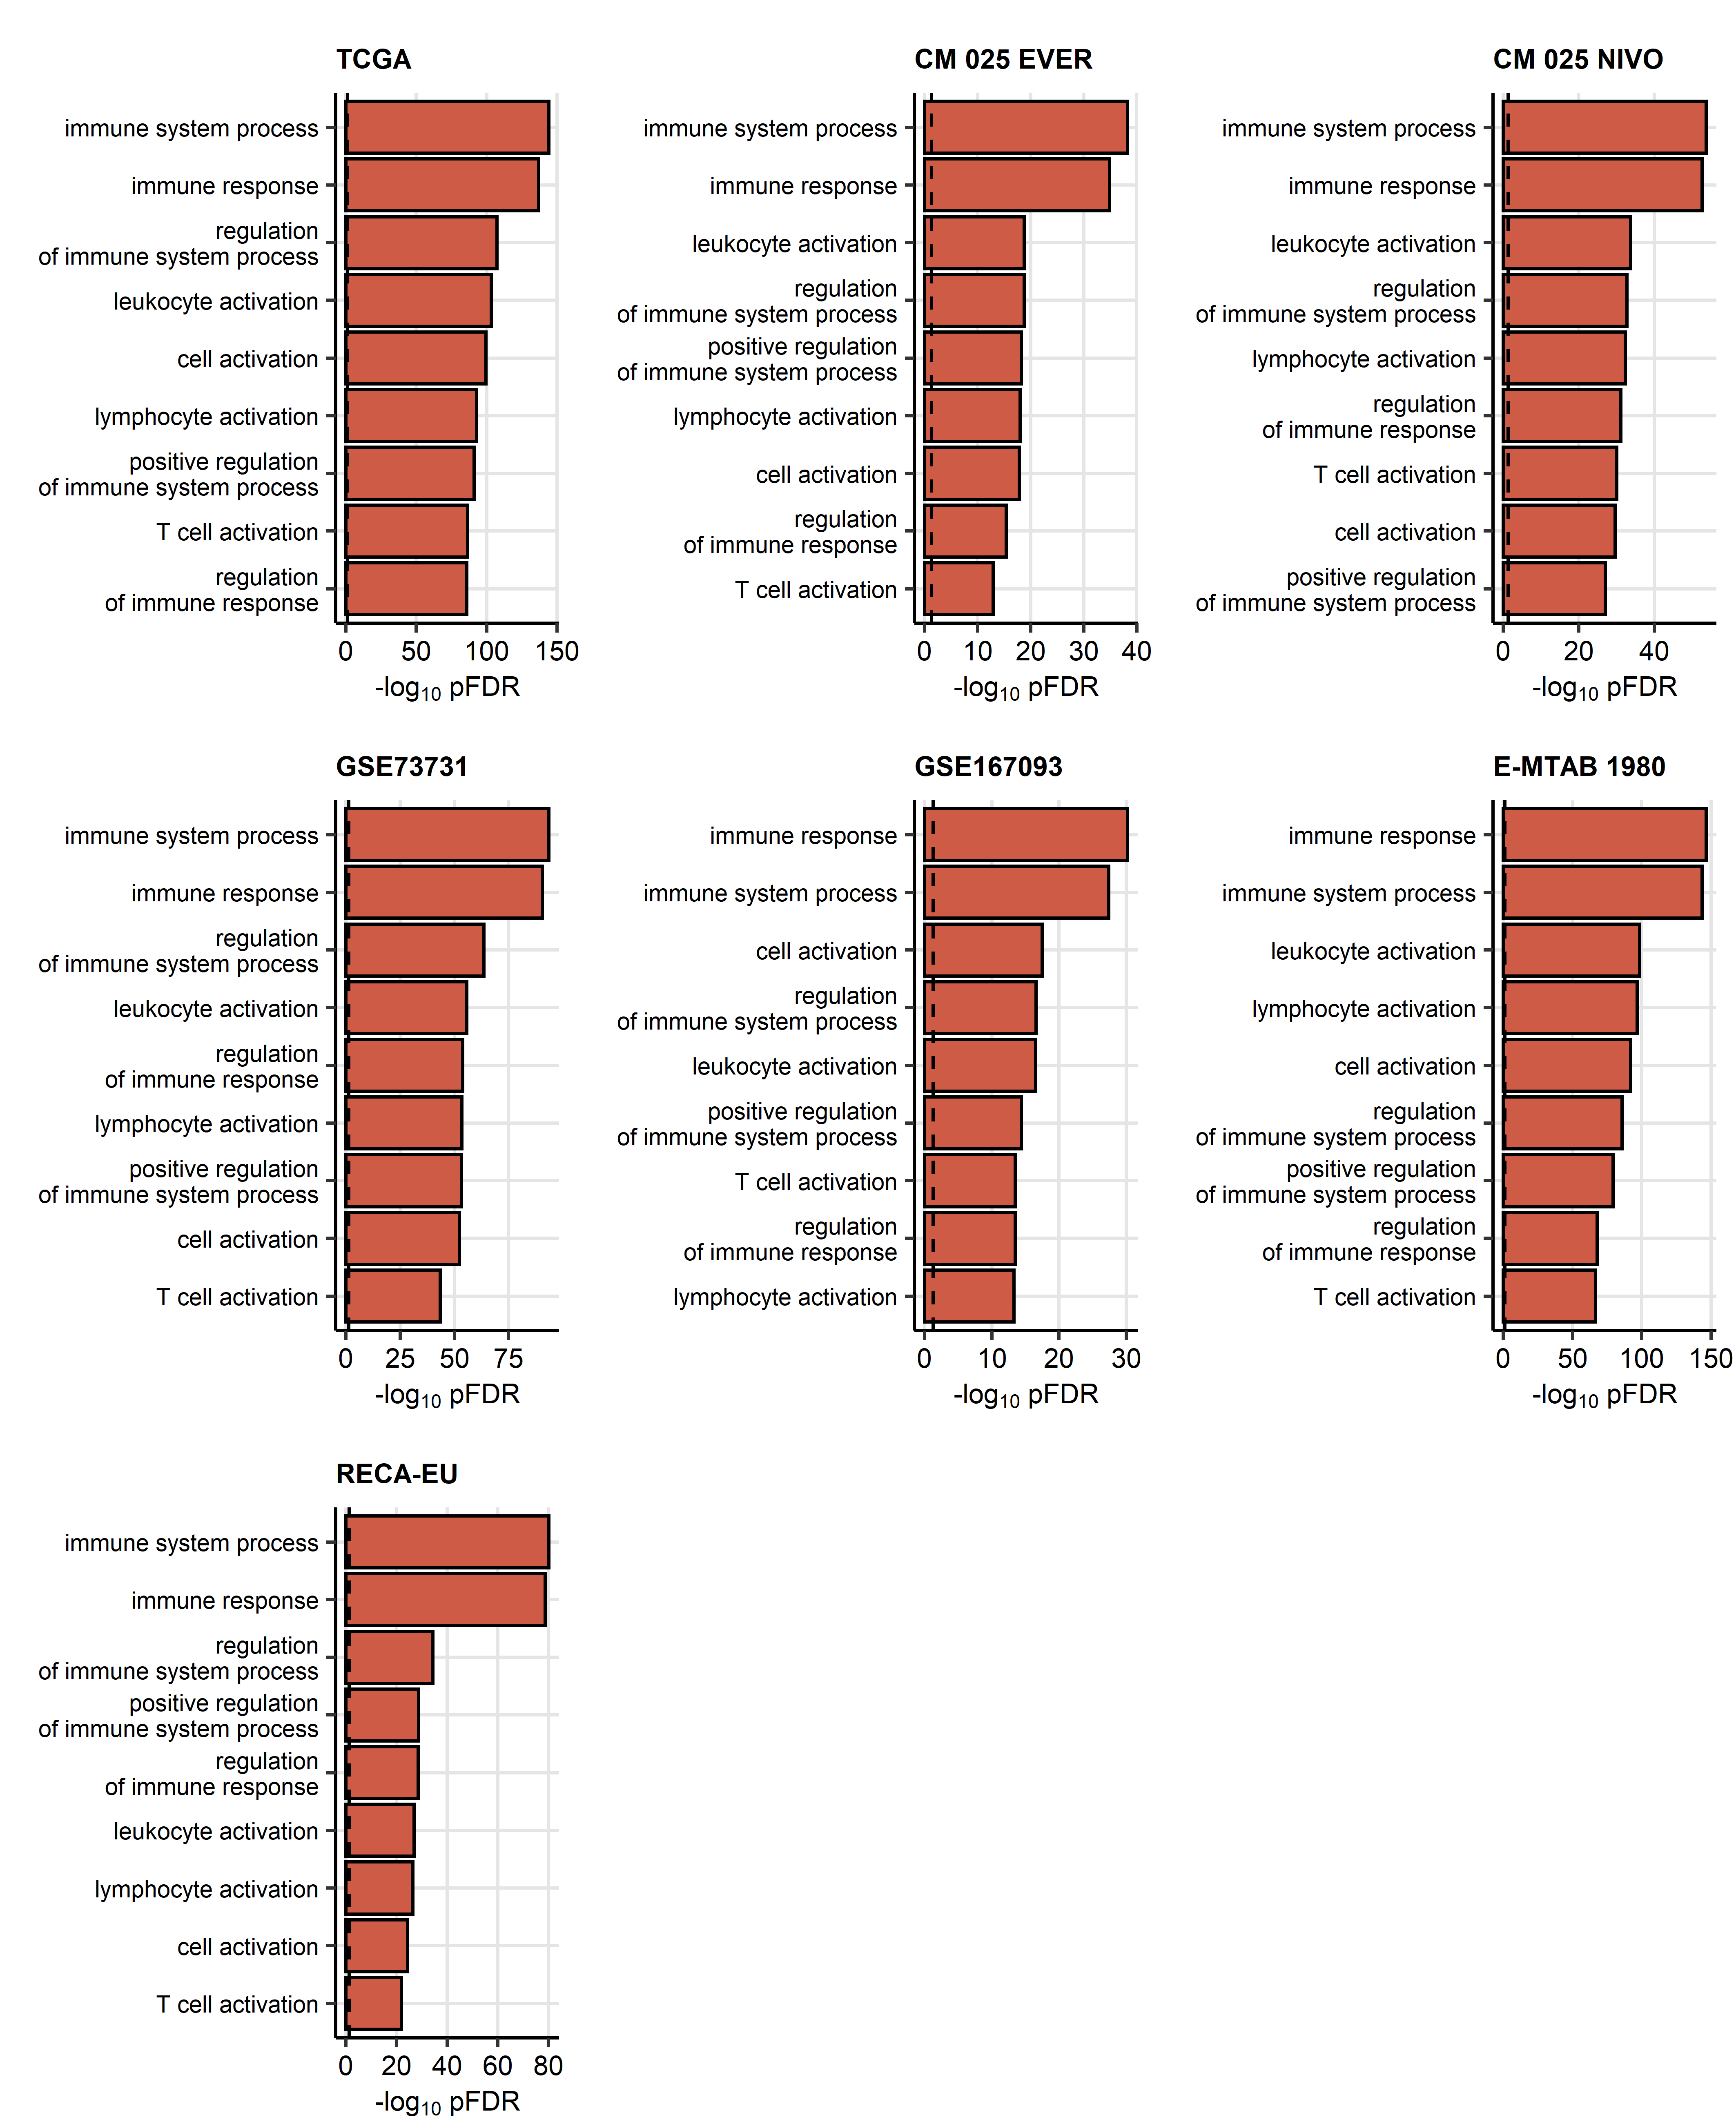 TCGA
immune system process
immune response
regulation
of immune system process
leukocyte activation
cell activation
lymphocyte activation
positive regulation
of immune system process
T cell activation
regulation
of immune response
0 50 100 150
-log10 pFDR
CM 025 EVER
immune system process
immune response
leukocyte activation
regulation
of immune system process
positive regulation
of immune system process
lymphocyte activation
cell activation
regulation
of immune response
T cell activation
0 10 20 30 40
-log10 pFDR
CM 025 NIVO
immune system process
immune response
leukocyte activation
regulation
of immune system process
lymphocyte activation
regulation
of immune response
T cell activation
cell activation
positive regulation
of immune system process
0 20 40
-log10 pFDR
GSE73731
immune system process
immune response
regulation
of immune system process
leukocyte activation
regulation
of immune response
lymphocyte activation
positive regulation
of immune system process
cell activation
T cell activation
0 25 50 75
-log10 pFDR
GSE167093
immune response
immune system process
cell activation
regulation
of immune system process
leukocyte activation
positive regulation
of immune system process
T cell activation
regulation
of immune response
lymphocyte activation
0 10 20 30
-log10 pFDR
E-MTAB 1980
immune response
immune system process
leukocyte activation
lymphocyte activation
cell activation
regulation
of immune system process
positive regulation
of immune system process
regulation
of immune response
T cell activation
0 50 100 150
-log10 pFDR
RECA-EU
immune system process
immune response
regulation
of immune system process
positive regulation
of immune system process
regulation
of immune response
leukocyte activation
lymphocyte activation
cell activation
T cell activation
0 20 40 60 80
-log10 pFDR